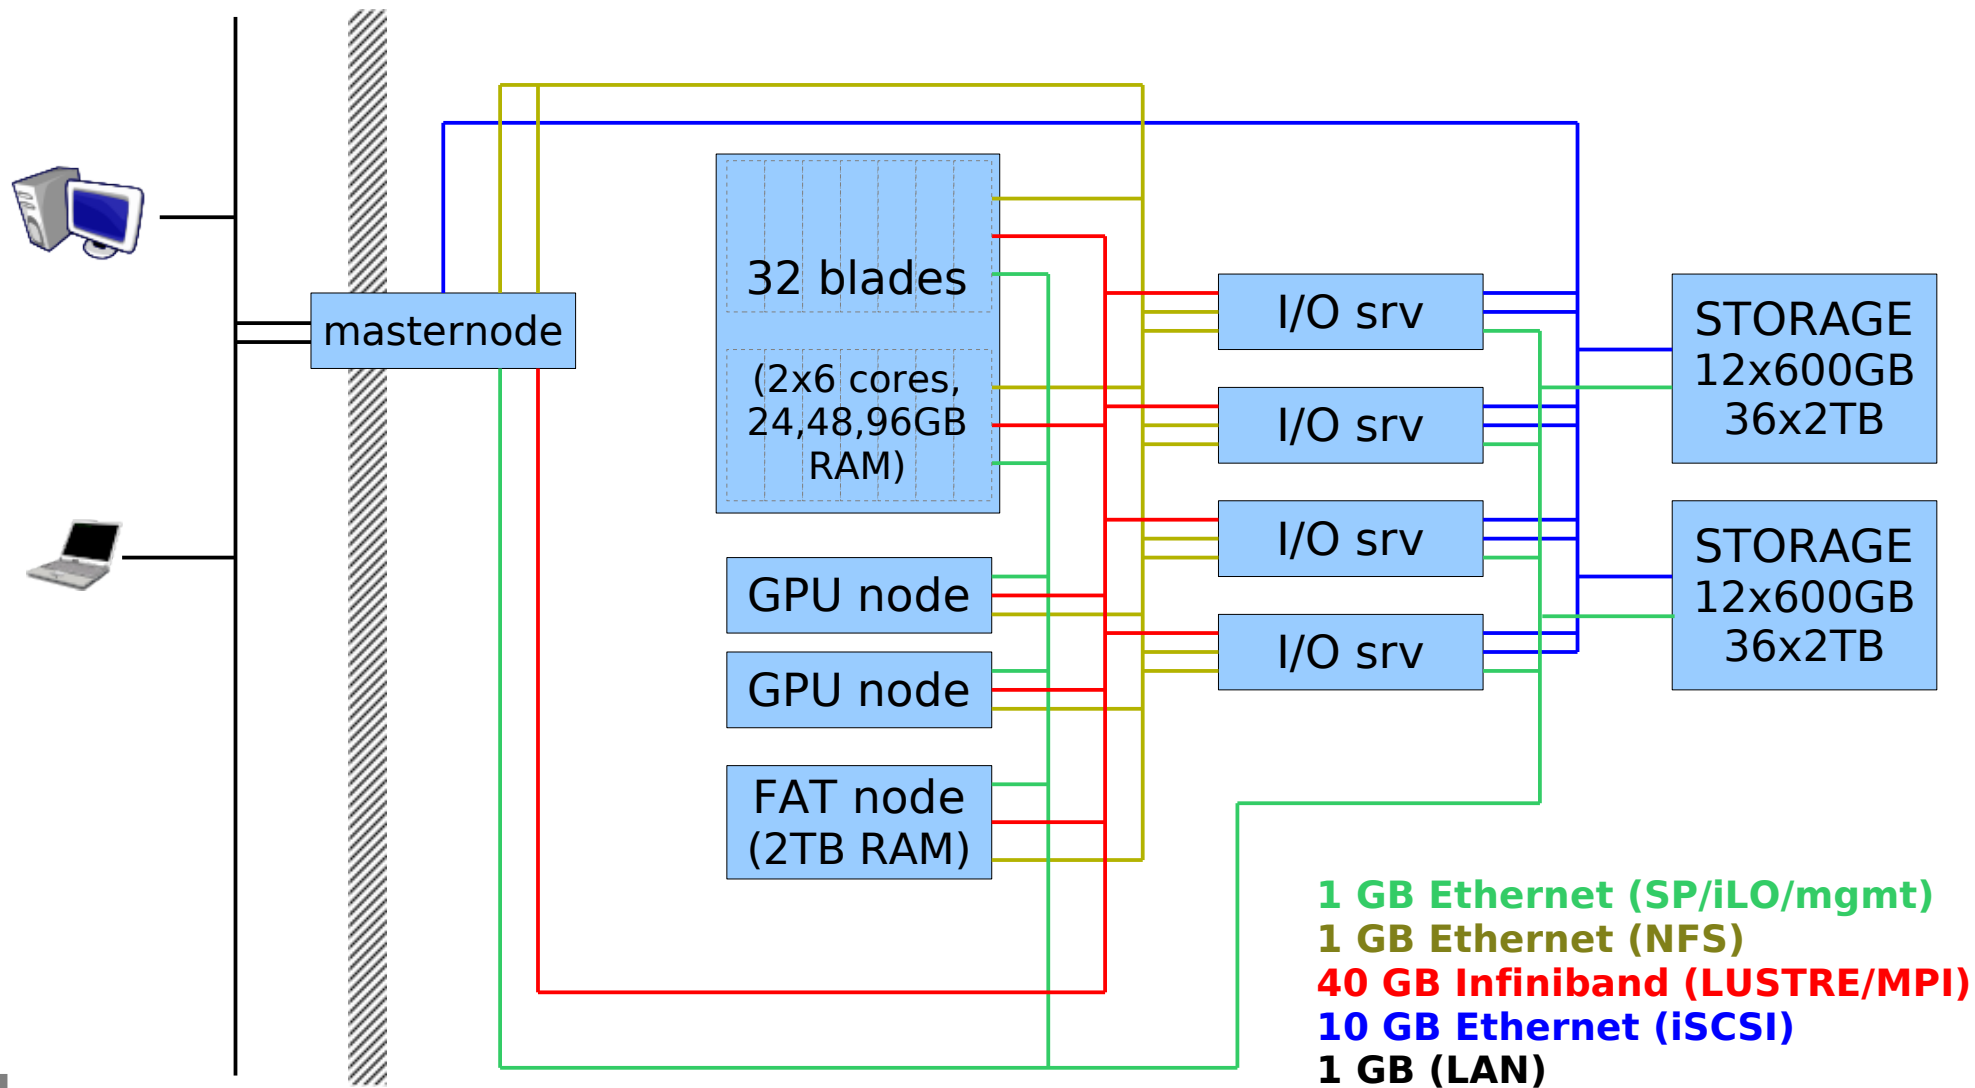 masternode
32 blades
(2x6 cores,
24,48,96GB
RAM)
GPU node
GPU node
FAT node
(2TB RAM)
I/O srv
I/O srv
I/O srv
I/O srv
STORAGE
12x600GB
36x2TB
STORAGE
12x600GB
36x2TB
1 GB Ethernet (SP/iLO/mgmt)
1 GB Ethernet (NFS)
40 GB Infiniband (LUSTRE/MPI)
10 GB Ethernet (iSCSI)
1 GB (LAN)